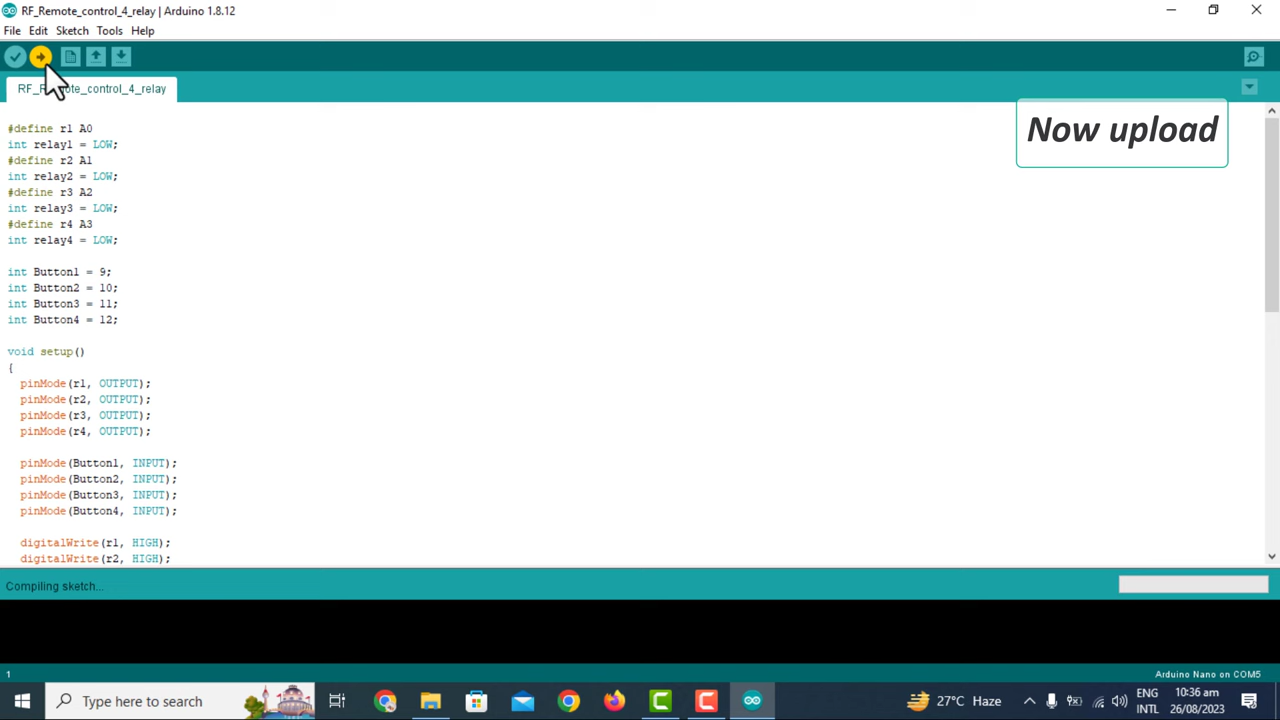 RF_Remote_control_4_relay | Arduino 1.8.12
File Edit Sketch Tools Help
RF_Remote_control_4_relay
Now upload
#define r1 A0
int relay1 = LOW;
#define r2 A1
int relay2 = LOW;
#define r3 A2
int relay3 = LOW;
#define r4 A3
int relay4 = LOW;
int Button1 = 9;
int Button2 = 10;
int Button3 = 11;
int Button4 = 12;
void setup()
{
pinMode(r1, OUTPUT);
pinMode(r2, OUTPUT);
pinMode(r3, OUTPUT);
pinMode(r4, OUTPUT);
pinMode(Button1, INPUT);
pinMode(Button2, INPUT);
pinMode(Button3, INPUT);
pinMode(Button4, INPUT);
digitalWrite(r1, HIGH);
digitalWrite(r2, HIGH);
Compiling sketch...
1
Arduino Nano on COM5
Type here to search
27°C Haze
ENG
INTL
10:36 am
26/08/2023